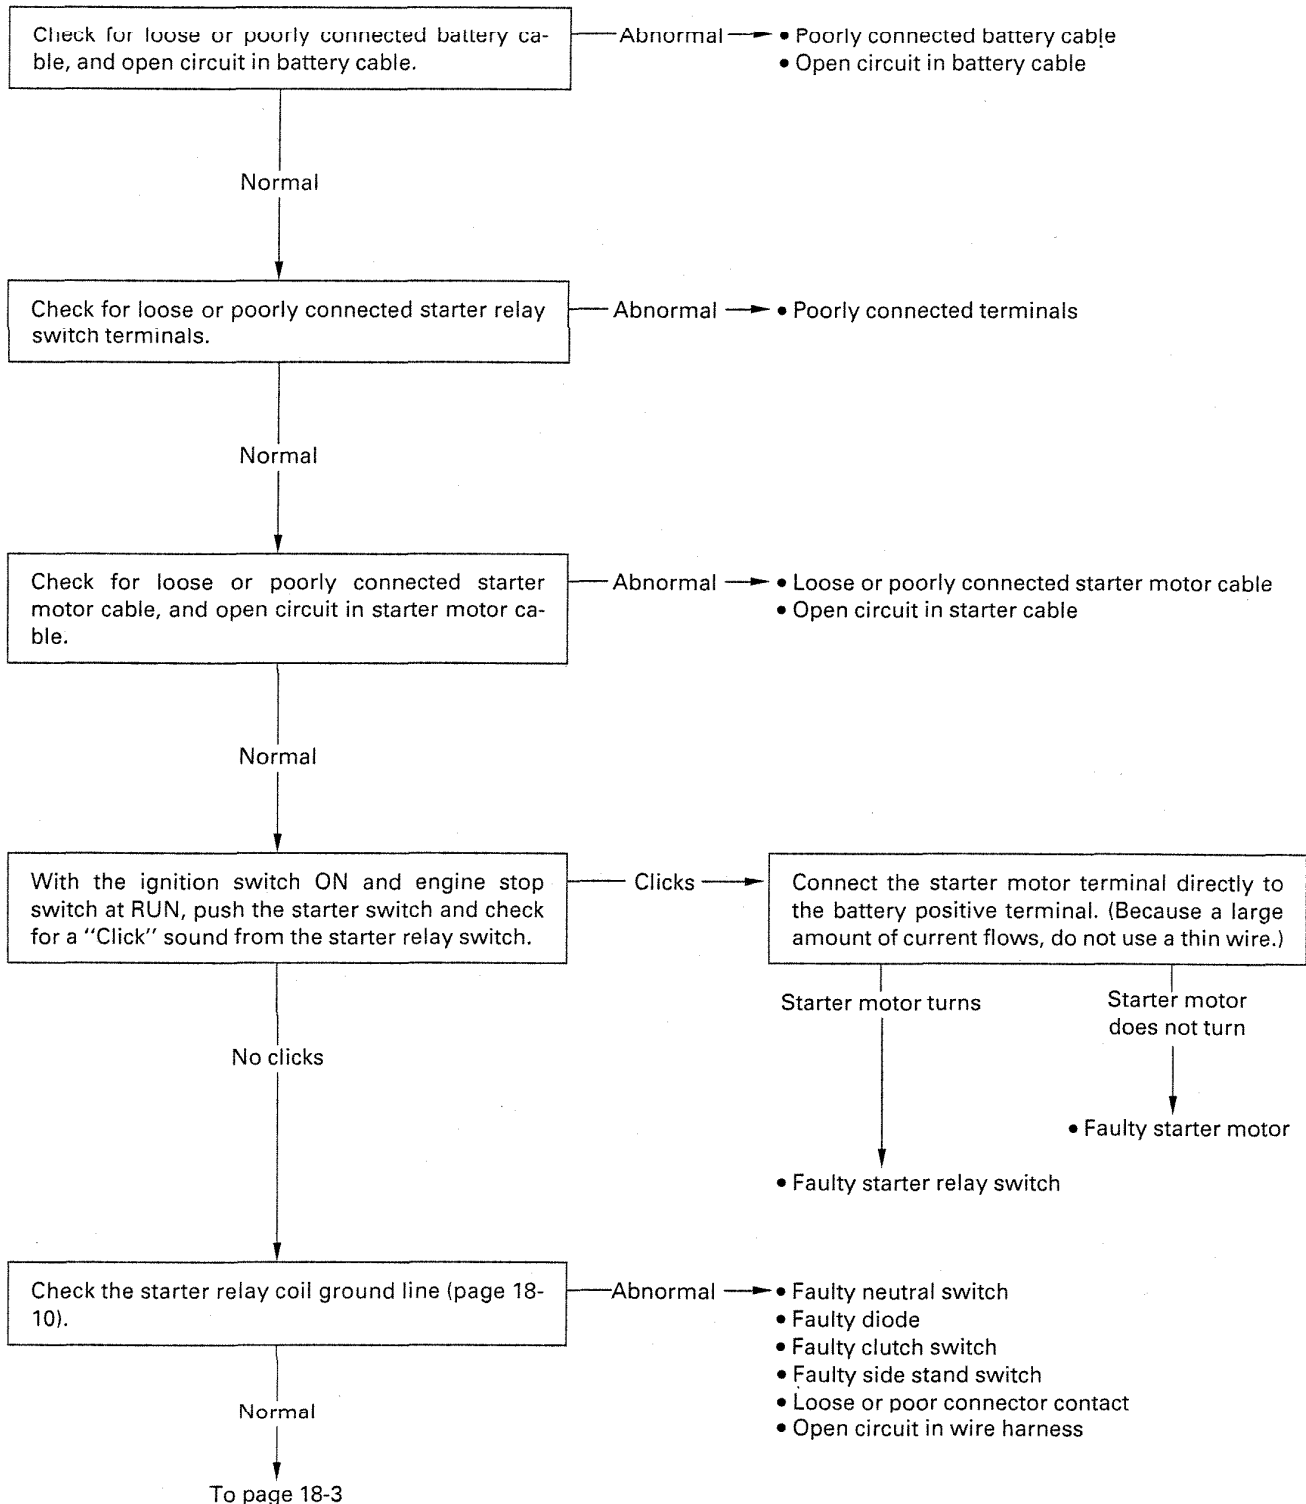 Check for loose or poorly connected battery ca-
ble, and open circuit in battery cable.
Abnormal
• Poorly connected battery cable
• Open circuit in battery cable
Normal
Check for loose or poorly connected starter relay
switch terminals.
Abnormal
• Poorly connected terminals
Normal
Check for loose or poorly connected starter
motor cable, and open circuit in starter motor ca-
ble.
Abnormal
• Loose or poorly connected starter motor cable
• Open circuit in starter cable
Normal
With the ignition switch ON and engine stop
switch at RUN, push the starter switch and check
for a "Click" sound from the starter relay switch.
Clicks
Connect the starter motor terminal directly to
the battery positive terminal. (Because a large
amount of current flows, do not use a thin wire.)
Starter motor turns
• Faulty starter relay switch
Starter motor
does not turn
• Faulty starter motor
No clicks
Check the starter relay coil ground line (page 18-
10).
Abnormal
• Faulty neutral switch
• Faulty diode
• Faulty clutch switch
• Faulty side stand switch
• Loose or poor connector contact
• Open circuit in wire harness
Normal
To page 18-3